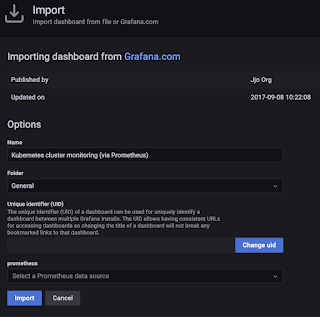 Import
Import dashboard from file or Grafana.com
Importing dashboard from Grafana.com
Published by Jjo Org
Updated on 2017-09-08 10:22:08
Options
Name
Kubernetes cluster monitoring (via Prometheus)
Folder
General
Unique identifier (UID)
The unique identifier (UID) of a dashboard can be used for uniquely identify a
dashboard between multiple Grafana installs. The UID allows having consistent URLs
for accessing dashboards so changing the title of a dashboard will not break any
bookmarked links to that dashboard.
Change uid
prometheus
Select a Prometheus data source
Import Cancel